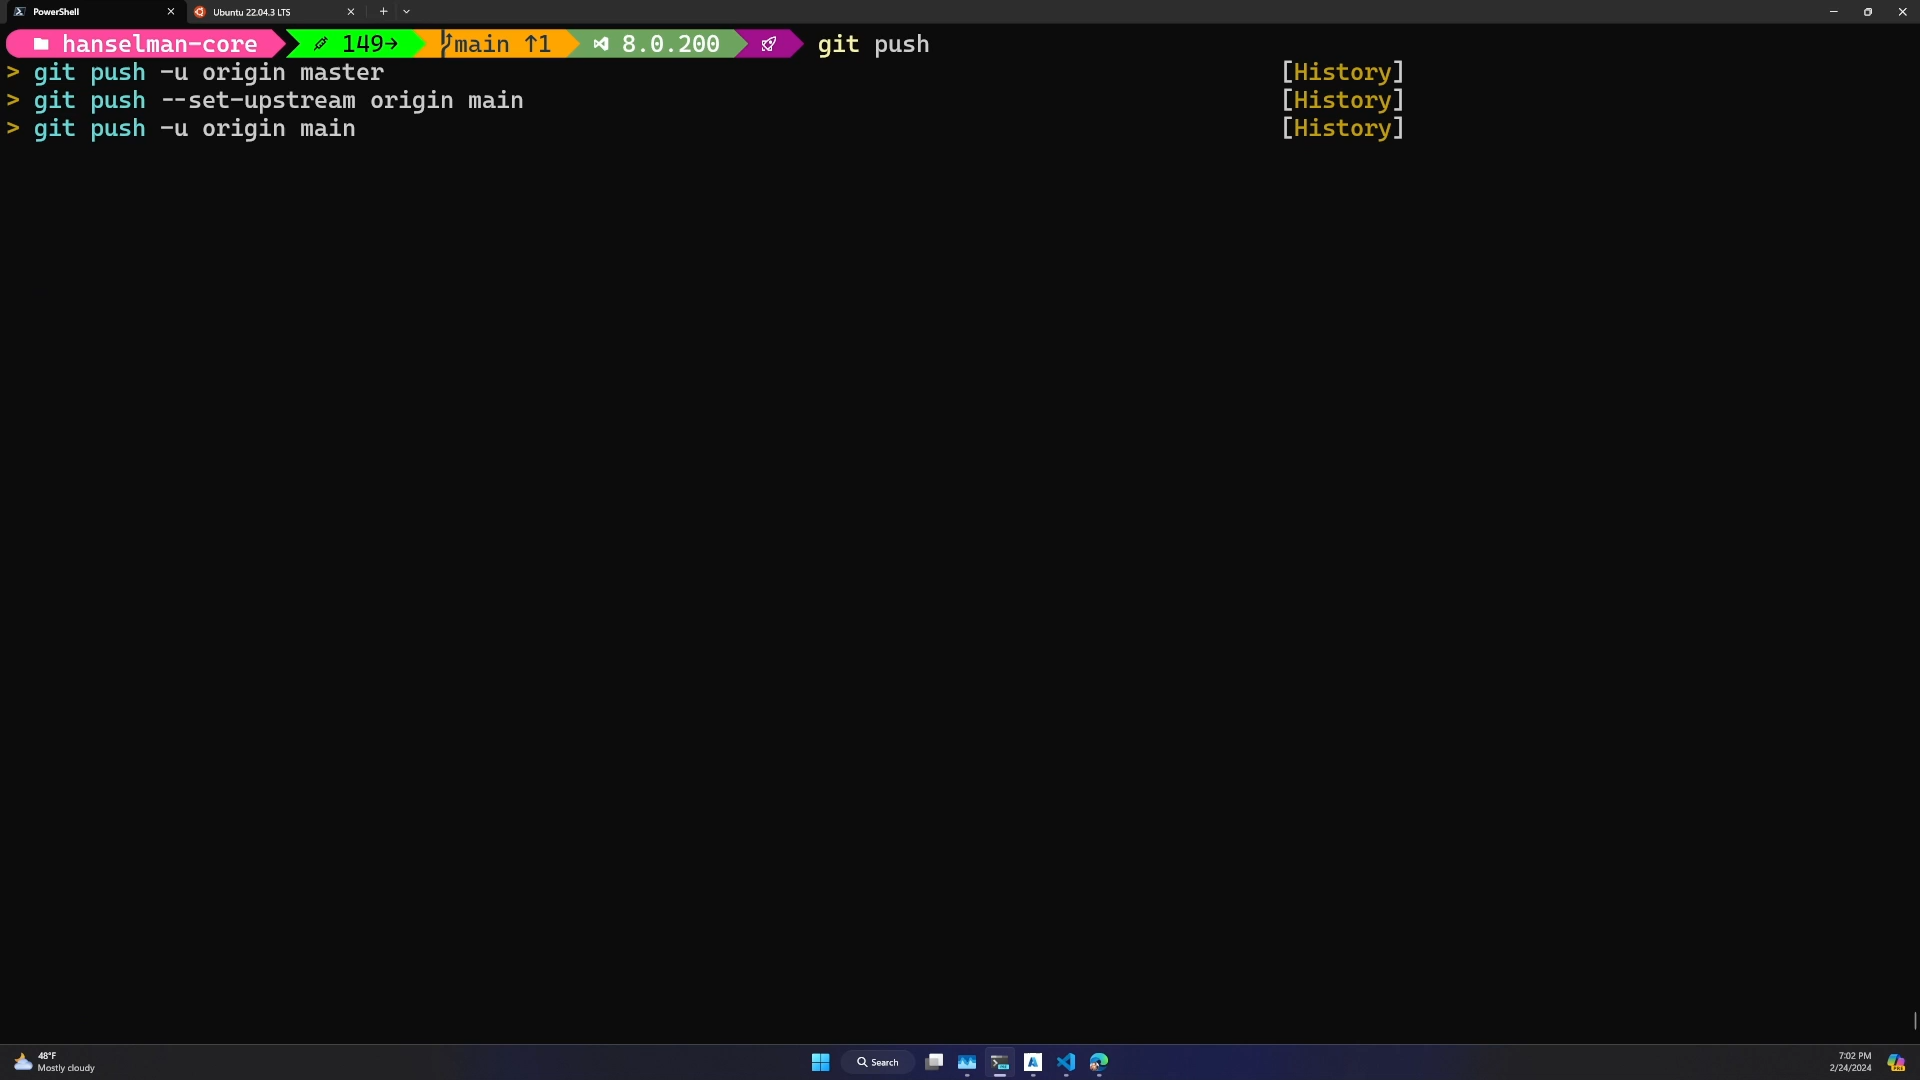 PowerShell
Ubuntu 22.04.3 LTS
hanselman-core 149→ main ↑1 8.0.200 git push
> git push -u origin master [History]
> git push --set-upstream origin main [History]
> git push -u origin main [History]
48°F
Mostly cloudy
Search
7:02 PM
2/24/2024
PRE